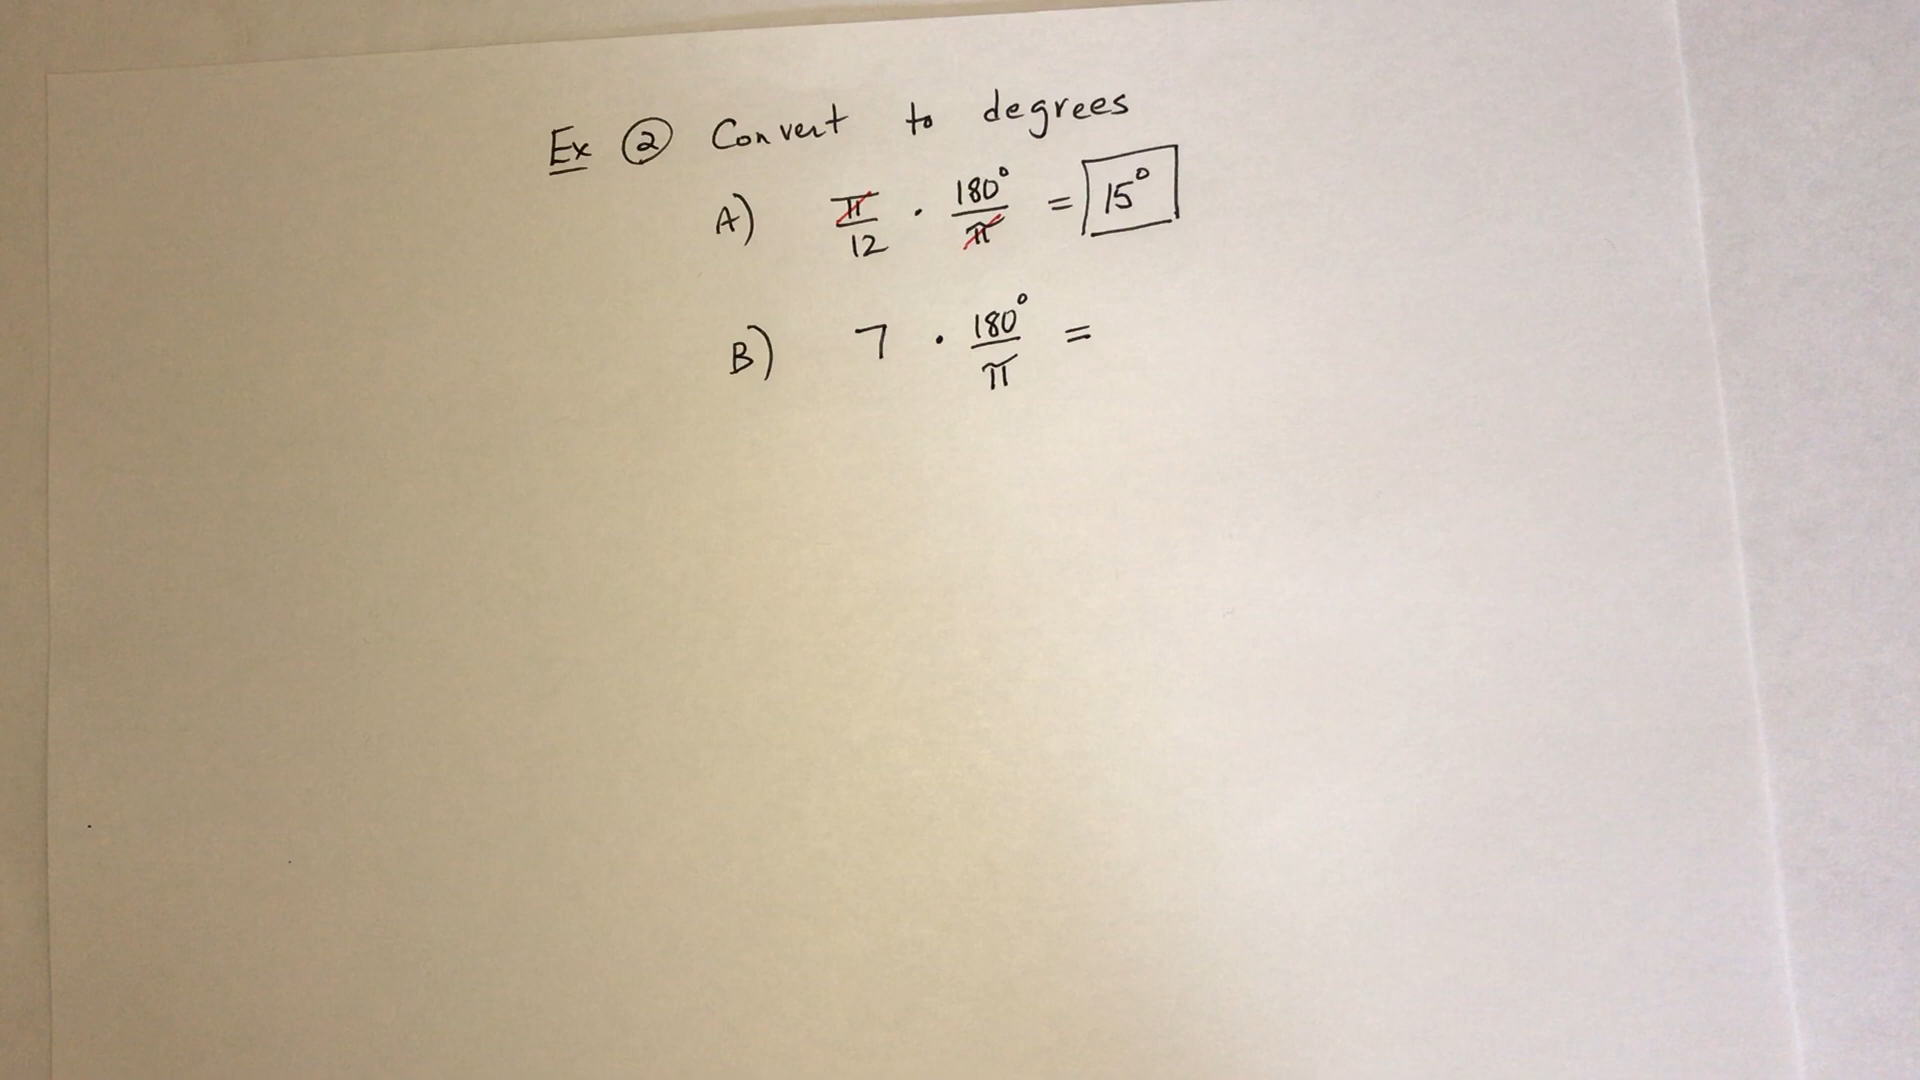 Ex ② Convert to degrees
A) π/12 · 180°/π = 15°
B) 7 · 180°/π =